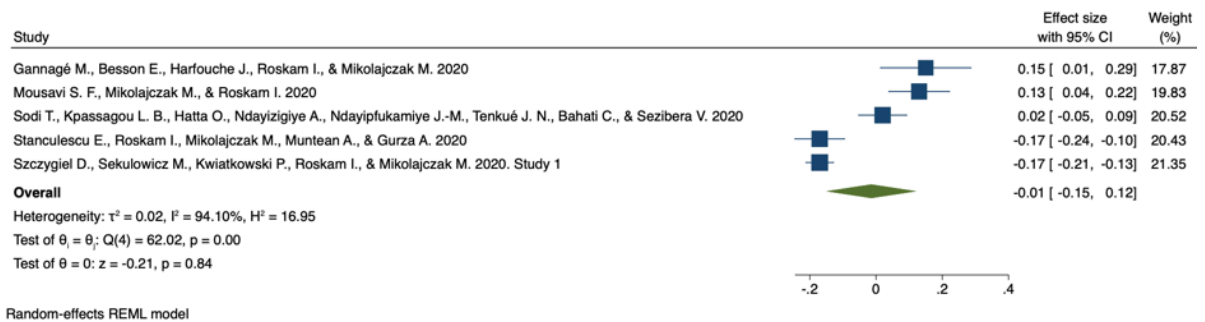 Effect size Weight
Study with 95% CI (%)
Gannagé M., Besson E., Harfouche J., Roskam I., & Mikolajczak M. 2020 0.15 [ 0.01, 0.29] 17.87
Mousavi S. F., Mikolajczak M., & Roskam I. 2020 0.13 [ 0.04, 0.22] 19.83
Sodi T., Kpassagou L. B., Hatta O., Ndayizigiye A., Ndayipfukamiye J.-M., Tenkué J. N., Bahati C., & Sezibera V. 2020 0.02 [ -0.05, 0.09] 20.52
Stanculescu E., Roskam I., Mikolajczak M., Muntean A., & Gurza A. 2020 -0.17 [ -0.24, -0.10] 20.43
Szczygiel D., Sekulowicz M., Kwiatkowski P., Roskam I., & Mikolajczak M. 2020. Study 1 -0.17 [ -0.21, -0.13] 21.35
Overall -0.01 [ -0.15, 0.12]
Heterogeneity: τ² = 0.02, I² = 94.10%, H² = 16.95
Test of θᵢ = θⱼ: Q(4) = 62.02, p = 0.00
Test of θ = 0: z = -0.21, p = 0.84
-.2 0 .2 .4
Random-effects REML model